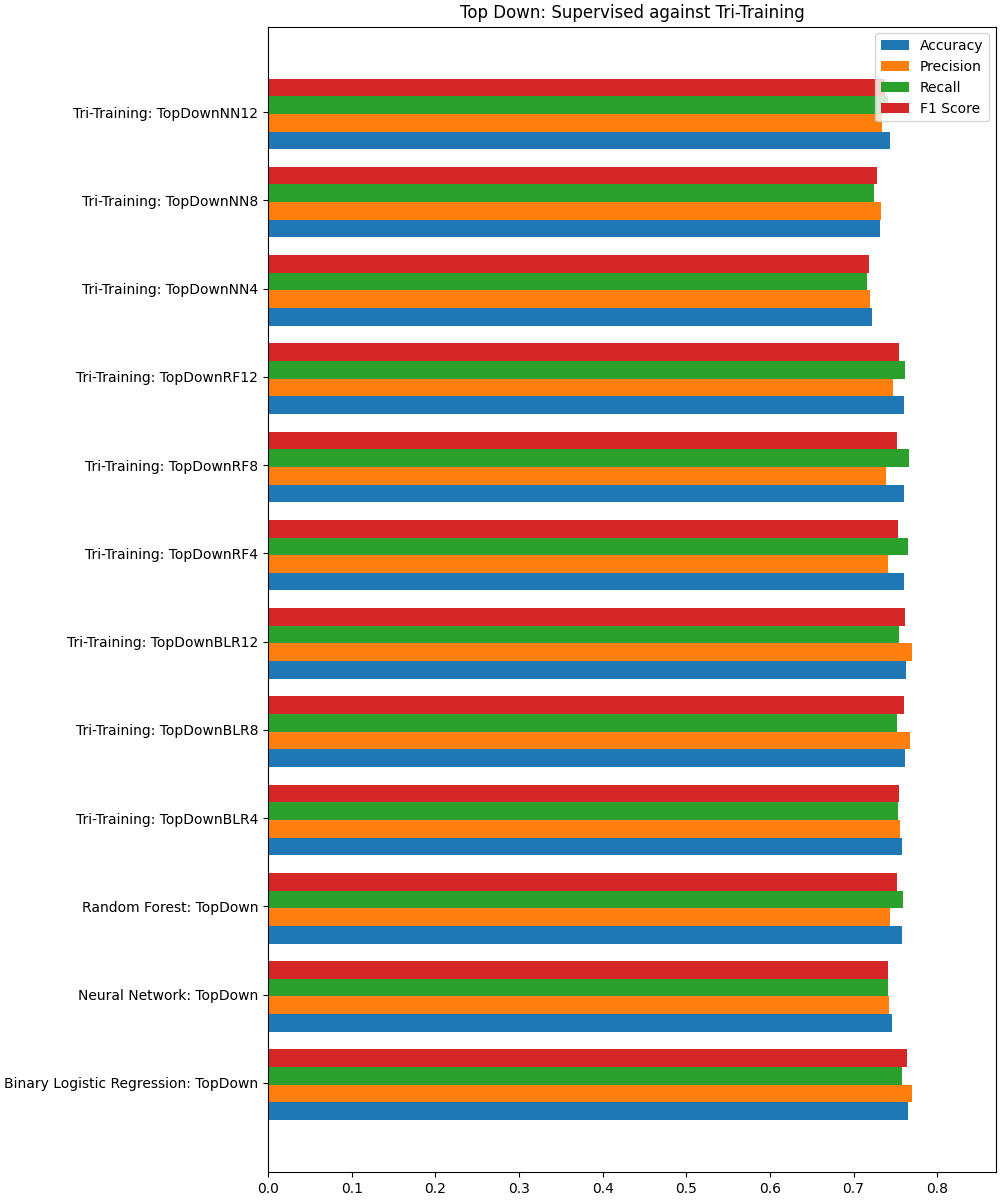 Top Down: Supervised against Tri-Training
Accuracy
Precision
Recall
F1 Score
Tri-Training: TopDownNN12
Tri-Training: TopDownNN8
Tri-Training: TopDownNN4
Tri-Training: TopDownRF12
Tri-Training: TopDownRF8
Tri-Training: TopDownRF4
Tri-Training: TopDownBLR12
Tri-Training: TopDownBLR8
Tri-Training: TopDownBLR4
Random Forest: TopDown
Neural Network: TopDown
Binary Logistic Regression: TopDown
0.0 0.1 0.2 0.3 0.4 0.5 0.6 0.7 0.8